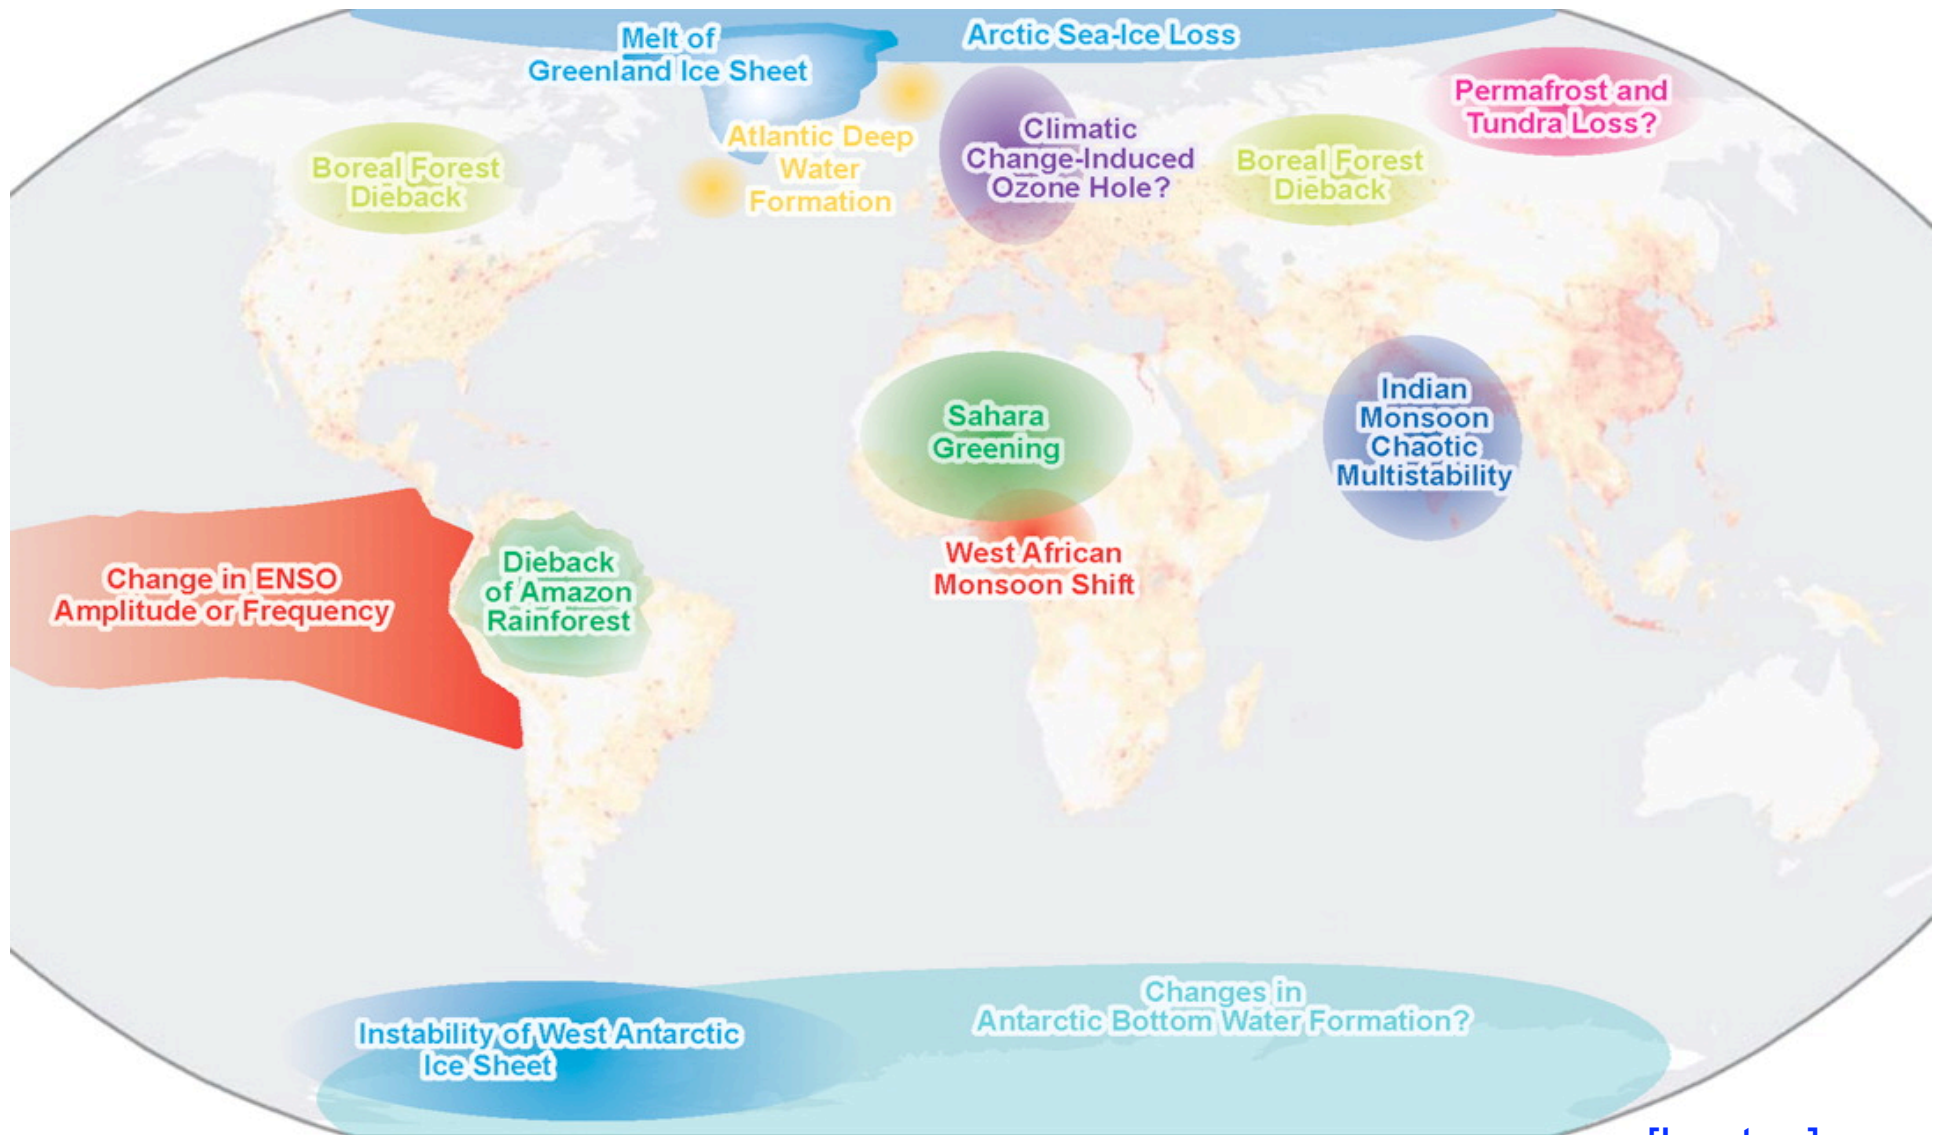 Melt of
Greenland Ice Sheet
Arctic Sea-Ice Loss
Permafrost and
Tundra Loss?
Atlantic Deep
Water
Formation
Climatic
Change-Induced
Ozone Hole?
Boreal Forest
Dieback
Boreal Forest
Dieback
Indian
Monsoon
Chaotic
Multistability
Sahara
Greening
West African
Monsoon Shift
Change in ENSO
Amplitude or Frequency
Dieback
of Amazon
Rainforest
Changes in
Antarctic Bottom Water Formation?
Instability of West Antarctic
Ice Sheet